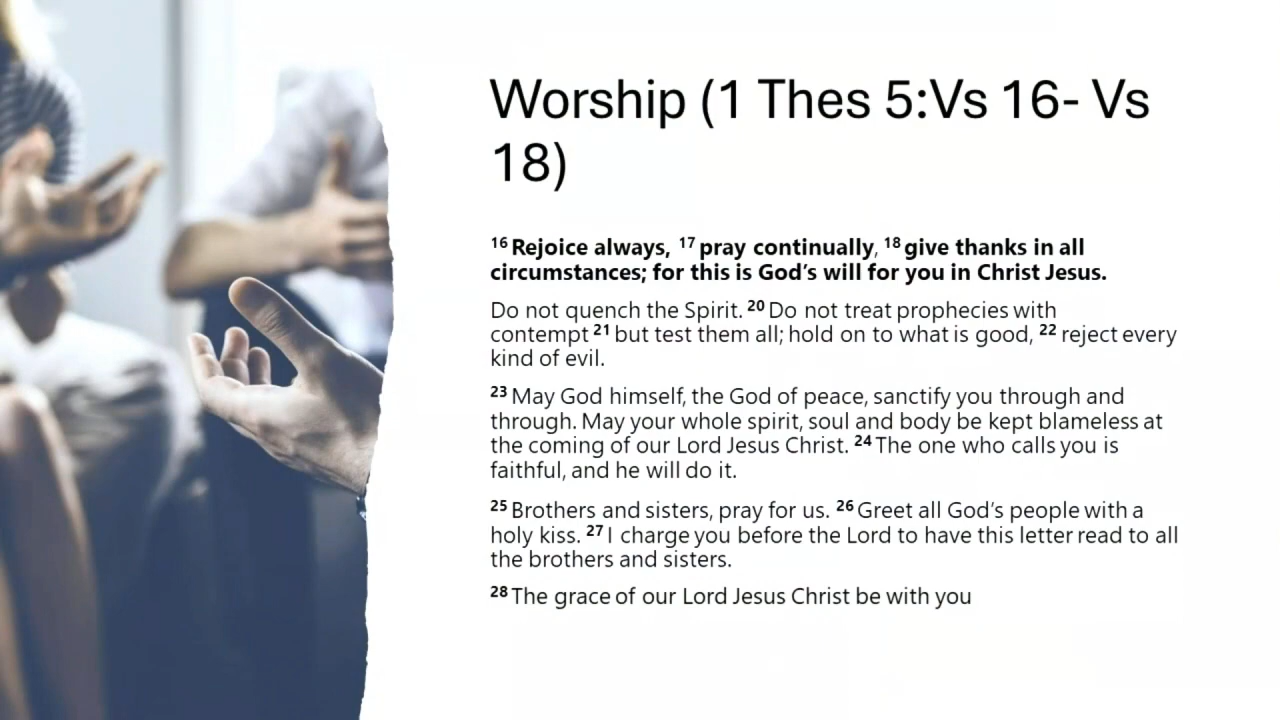 Worship (1 Thes 5:Vs 16- Vs
18)
16 Rejoice always, 17 pray continually, 18 give thanks in all
circumstances; for this is God’s will for you in Christ Jesus.
Do not quench the Spirit. 20 Do not treat prophecies with
contempt 21 but test them all; hold on to what is good, 22 reject every
kind of evil.
23 May God himself, the God of peace, sanctify you through and
through. May your whole spirit, soul and body be kept blameless at
the coming of our Lord Jesus Christ. 24 The one who calls you is
faithful, and he will do it.
25 Brothers and sisters, pray for us. 26 Greet all God’s people with a
holy kiss. 27 I charge you before the Lord to have this letter read to all
the brothers and sisters.
28 The grace of our Lord Jesus Christ be with you